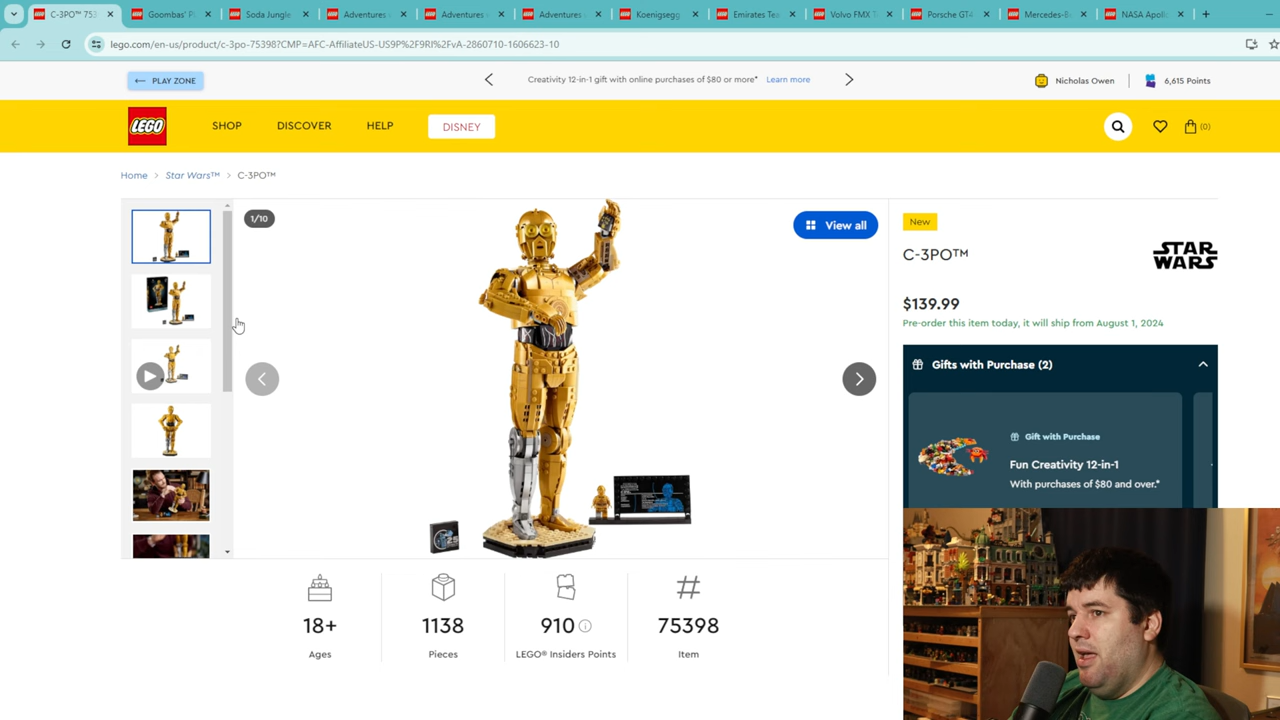 C-3PO™ 753
Goombas' Pl
Soda Jungle
Adventures
Adventures
Adventures
Koenigsegg
Emirates Tea
Volvo FMX T
Porsche GT4
Mercedes-B
NASA Apoll
lego.com/en-us/product/c-3po-75398?CMP=AFC-AffiliateUS-US9P%2F9RI%2FvA-2860710-1606623-10
PLAY ZONE
Creativity 12-in-1 gift with online purchases of $80 or more* Learn more
Nicholas Owen
6,615 Points
LEGO
SHOP
DISCOVER
HELP
DISNEY
(0)
Home > Star Wars™ > C-3PO™
1/10
View all
New
C-3PO™
STAR
WARS
$139.99
Pre-order this item today, it will ship from August 1, 2024
Gifts with Purchase (2)
Gift with Purchase
Fun Creativity 12-in-1
With purchases of $80 and over.*
25
18+
1138
910
75398
Ages
Pieces
LEGO® Insiders Points
Item